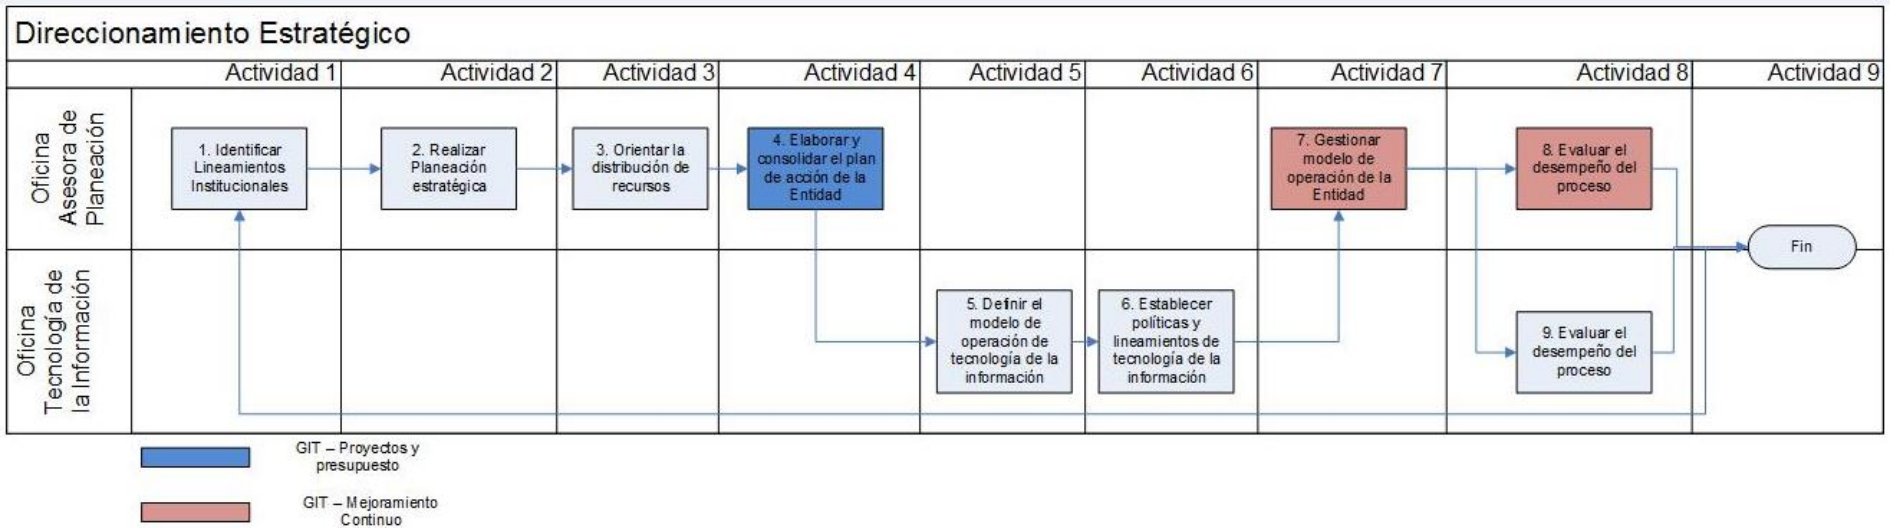 Direccionamiento Estratégico
Actividad 1
Actividad 2
Actividad 3
Actividad 4
Actividad 5
Actividad 6
Actividad 7
Actividad 8
Actividad 9
Oficina
Asesora de
Planeación
1. Identificar
Lineamientos
Institucionales
2. Realizar
Planeación
estratégica
3. Orientar la
distribución de
recursos
4. Elaborar y
consolidar el plan
de acción de la
Entidad
7. Gestionar
modelo de
operación de la
Entidad
8. Evaluar el
desempeño del
proceso
Fin
Oficina
Tecnología de
la Información
5. Definir el
modelo de
operación de
tecnología de la
información
6. Establecer
políticas y
lineamientos de
tecnología de la
información
9. Evaluar el
desempeño del
proceso
GIT – Proyectos y
presupuesto
GIT – Mejoramiento
Continuo